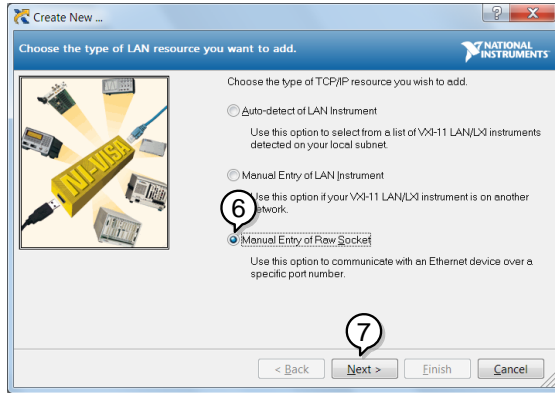 Create New ...
Choose the type of LAN resource you want to add.
NATIONAL
INSTRUMENTS
NI-VISA
Choose the type of TCP/IP resource you wish to add.
Auto-detect of LAN Instrument
Use this option to select from a list of VXI-11 LAN/LXI instruments
detected on your local subnet.
Manual Entry of LAN Instrument
Use this option if your VXI-11 LAN/LXI instrument is on another
network.
6
Manual Entry of Raw Socket
Use this option to communicate with an Ethernet device over a
specific port number.
7
< Back
Next >
Finish
Cancel